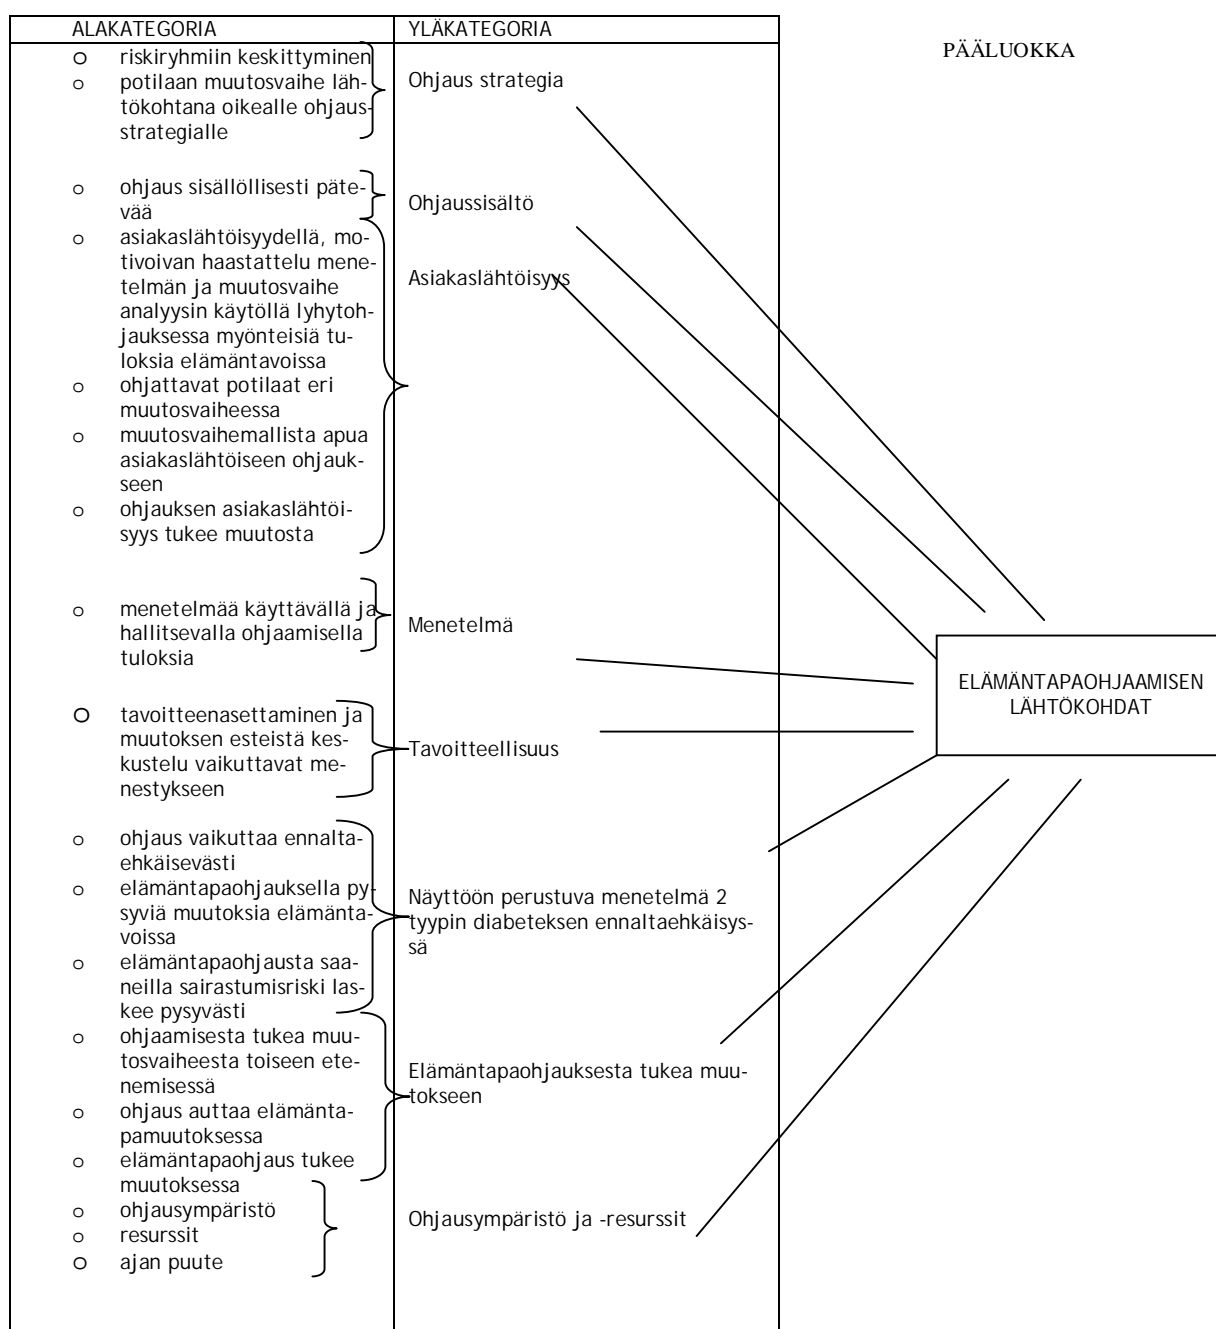 ALAKATEGORIA
riskiryhmiin keskittyminen
potilaan muutosvaihe läh-
tökohtana oikealle ohjaus-
strategialle
ohjaus sisällöllisesti päte-
vää
asiakaslähtöisyydellä, mo-
tivoivan haastattelu mene-
telmän ja muutosvaihe
analyysin käytöllä lyhytoh-
jauksessa myönteisiä tu-
loksia elämäntavoissa
ohjattavat potilaat eri
muutosvaiheessa
muutosvaihemallista apua
asiakaslähtöiseen ohjauk-
seen
ohjauksen asiakaslähtöi-
syys tukee muutosta
menetelmää käyttävällä ja
hallitsevalla ohjaamisella
tuloksia
tavoitteenasettaminen ja
muutoksen esteistä kes-
kustelu vaikuttavat me-
nestykseen
ohjaus vaikuttaa ennalta-
ehkäisevästi
elämäntapaohjauksella py-
syviä muutoksia elämänta-
voissa
elämäntapaohjausta saa-
neilla sairastumisriski las-
kee pysyvästi
ohjaamisesta tukea muu-
tosvaiheesta toiseen ete-
nemisessä
ohjaus auttaa elämänta-
pamuutoksessa
elämäntapaohjaus tukee
muutoksessa
ohjausympäristö
resurssit
ajan puute
YLÄKATEGORIA
Ohjaus strategia
Ohjaussisältö
Asiakaslähtöisyys
Menetelmä
Tavoitteellisuus
Näyttöön perustuva menetelmä 2
tyypin diabeteksen ennaltaehkäisys-
sä
Elämäntapaohjauksesta tukea muu-
tokseen
Ohjausympäristö ja -resurssit
PÄÄLUOKKA
ELÄMÄNTAPAOHJAAMISEN
LÄHTÖKOHDAT